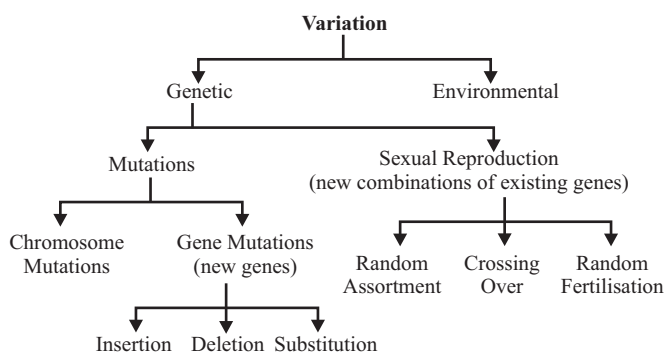 Variation
Genetic Environmental
Mutations
Sexual Reproduction
(new combinations of existing genes)
Chromosome
Mutations
Gene Mutations
(new genes)
Random
Assortment
Crossing
Over
Random
Fertilisation
Insertion Deletion Substitution